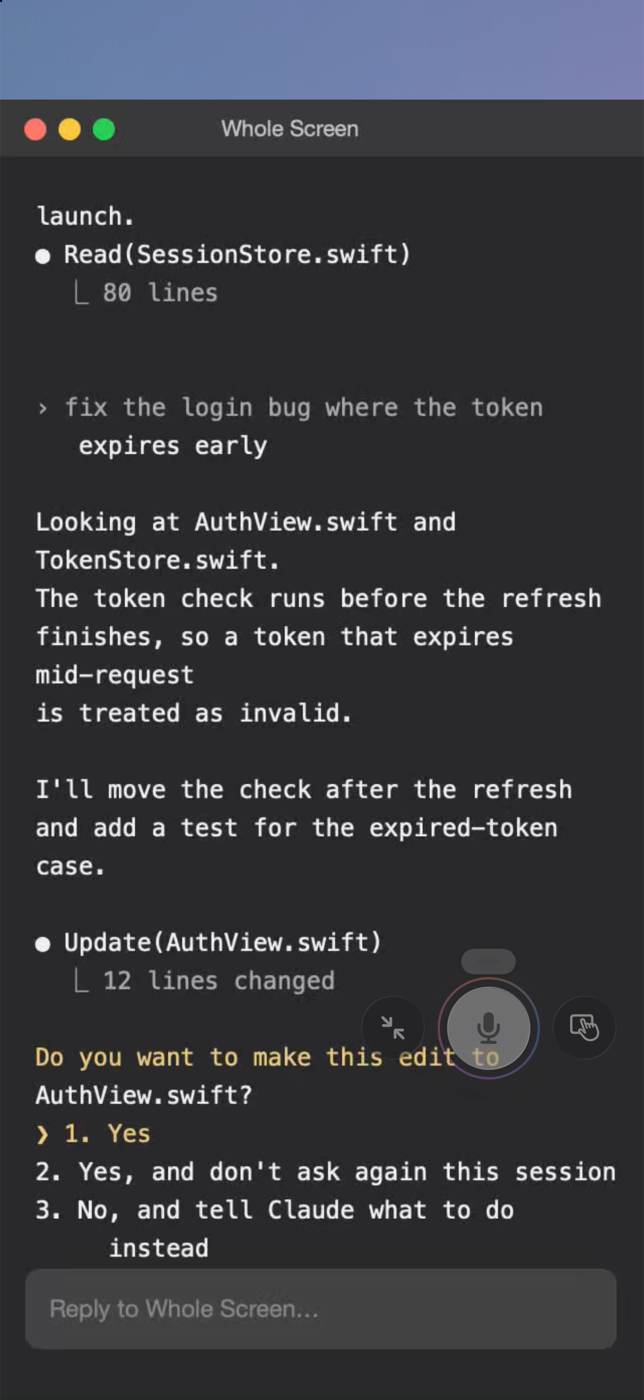 Whole Screen
launch.
● Read(SessionStore.swift)
⎿ 80 lines
› fix the login bug where the token
expires early
Looking at AuthView.swift and
TokenStore.swift.
The token check runs before the refresh
finishes, so a token that expires
mid-request
is treated as invalid.
I'll move the check after the refresh
and add a test for the expired-token
case.
● Update(AuthView.swift)
⎿ 12 lines changed
Do you want to make this edit to
AuthView.swift?
❯ 1. Yes
2. Yes, and don't ask again this session
3. No, and tell Claude what to do
instead
Reply to Whole Screen…